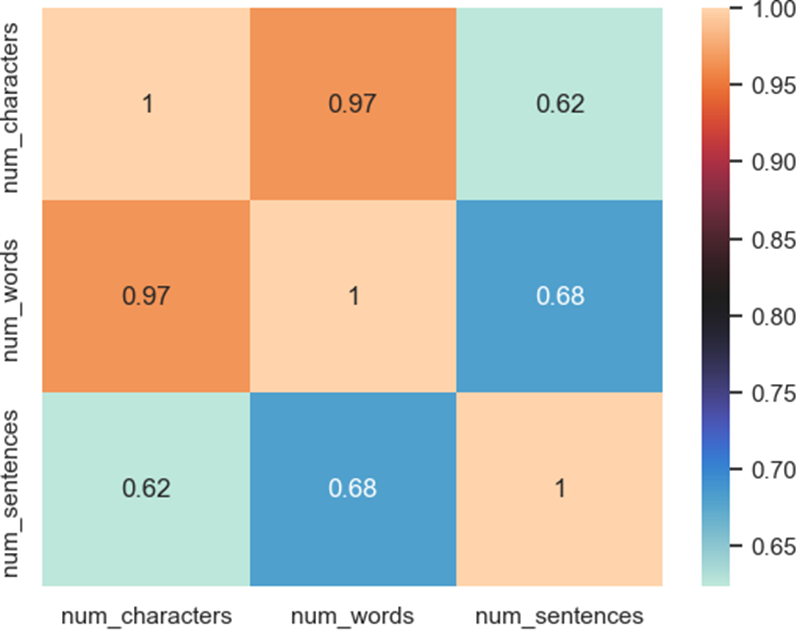 num_characters
1
0.97
0.62
num_words
0.97
1
0.68
num_sentences
0.62
0.68
1
num_characters
num_words
num_sentences
1.00
0.95
0.90
0.85
0.80
0.75
0.70
0.65